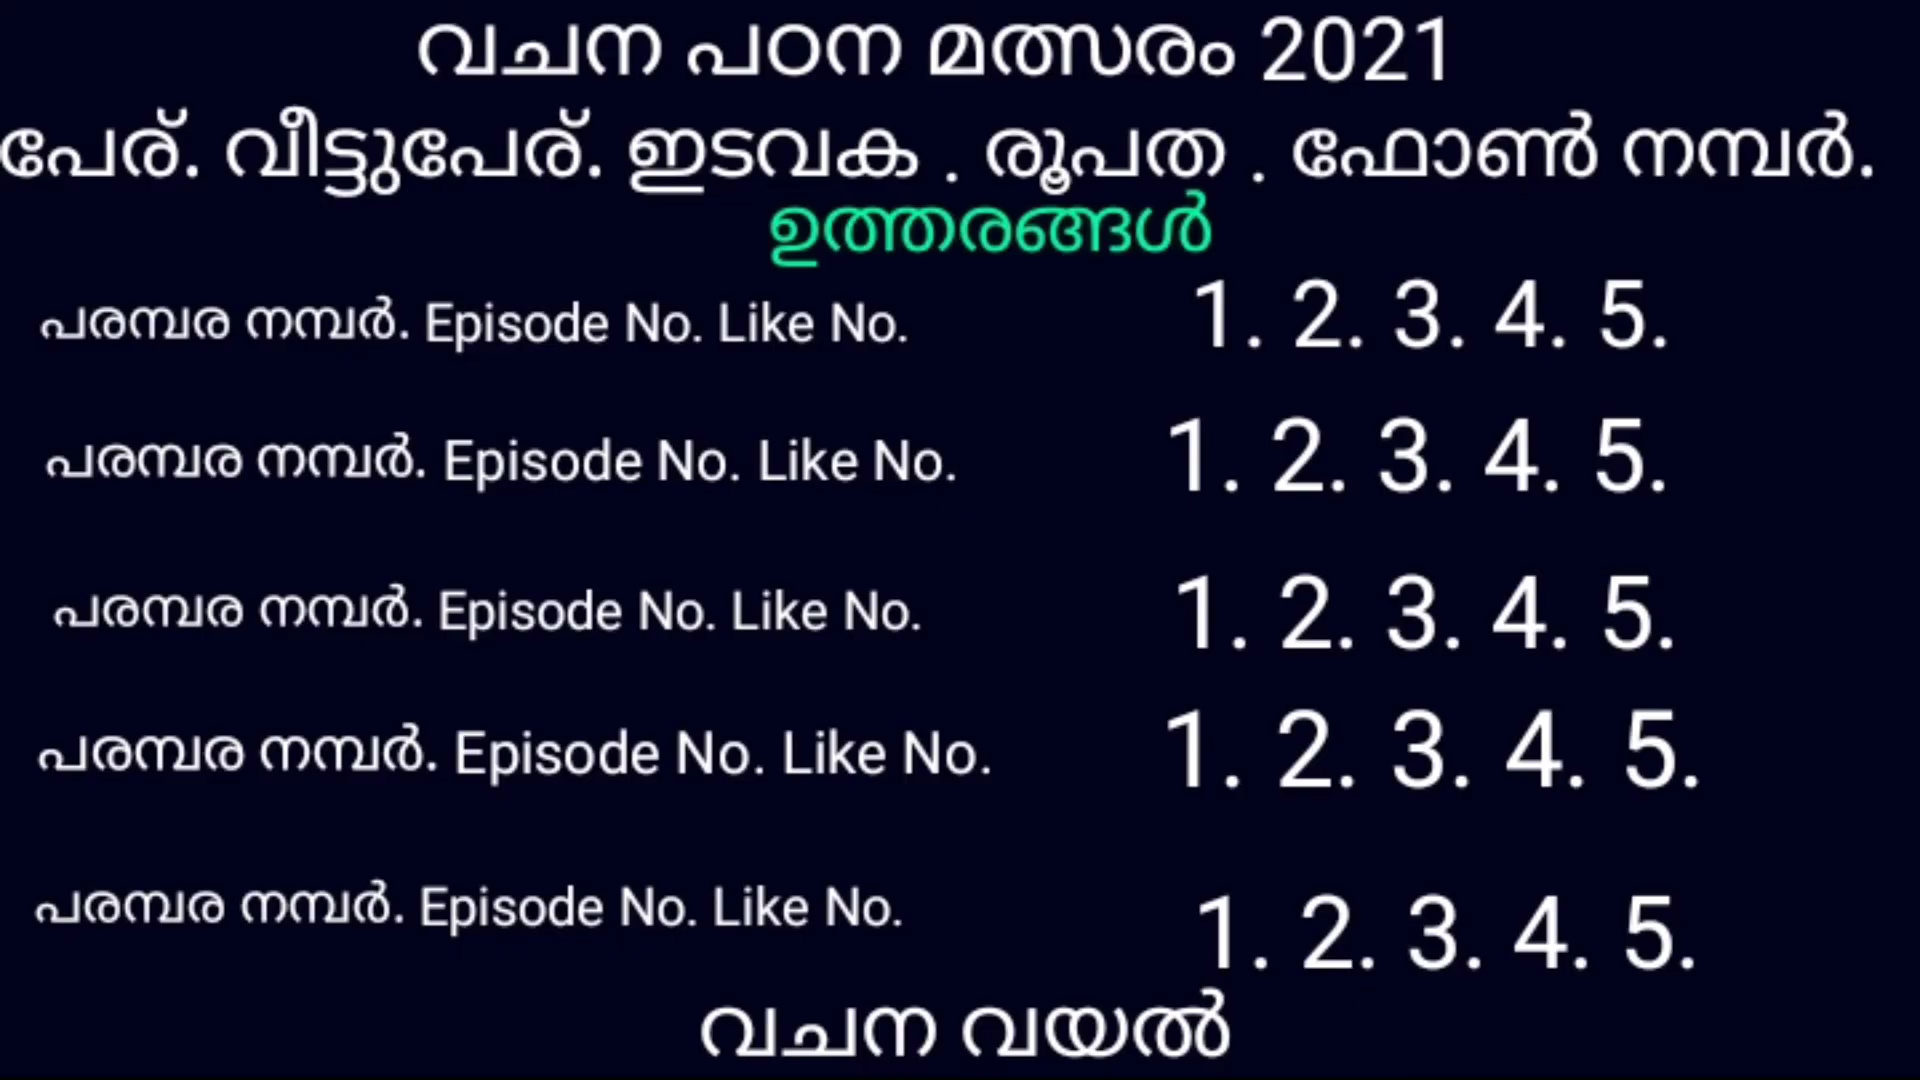 വചന പഠന മത്സരം 2021
പേര്. വീട്ടുപേര്. ഇടവക . രൂപത . ഫോൺ നമ്പർ.
ഉത്തരങ്ങൾ
പരമ്പര നമ്പർ. Episode No. Like No. 1. 2. 3. 4. 5.
പരമ്പര നമ്പർ. Episode No. Like No. 1. 2. 3. 4. 5.
പരമ്പര നമ്പർ. Episode No. Like No. 1. 2. 3. 4. 5.
പരമ്പര നമ്പർ. Episode No. Like No. 1. 2. 3. 4. 5.
പരമ്പര നമ്പർ. Episode No. Like No. 1. 2. 3. 4. 5.
വചന വയൽ